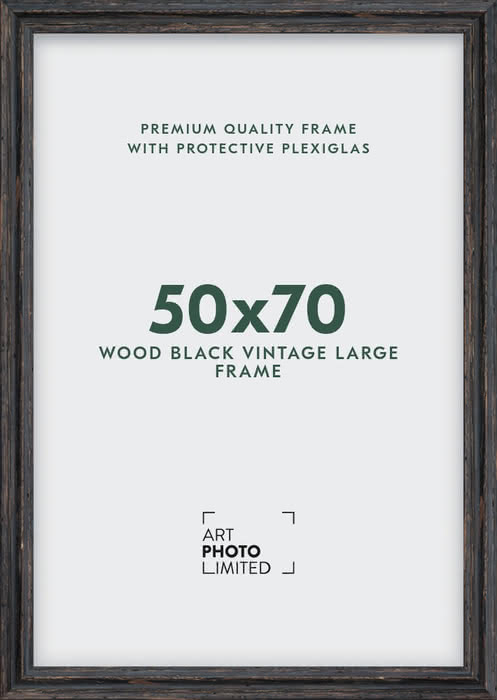 PREMIUM QUALITY FRAME
WITH PROTECTIVE PLEXIGLAS
50x70
WOOD BLACK VINTAGE LARGE
FRAME
ART
PHOTO
LIMITED